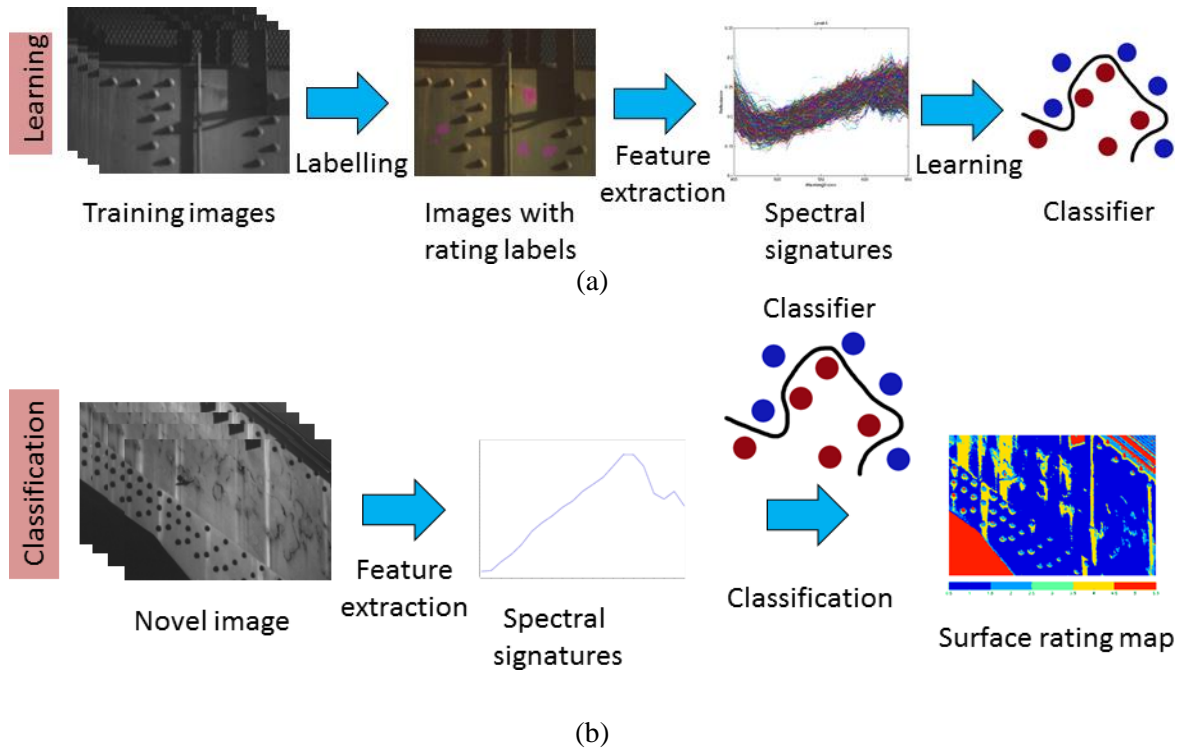 Learning
Labelling
Feature
extraction
Learning
Training images
Images with
rating labels
Spectral
signatures
Classifier
(a)
Classification
Classifier
Feature
extraction
Classification
Novel image
Spectral
signatures
Surface rating map
(b)